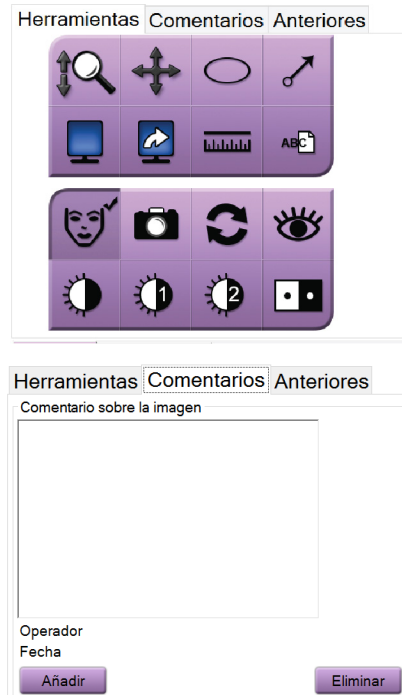 Herramientas Comentarios Anteriores
ABC
1 2
Herramientas Comentarios Anteriores
Comentario sobre la imagen
Operador
Fecha
Añadir Eliminar